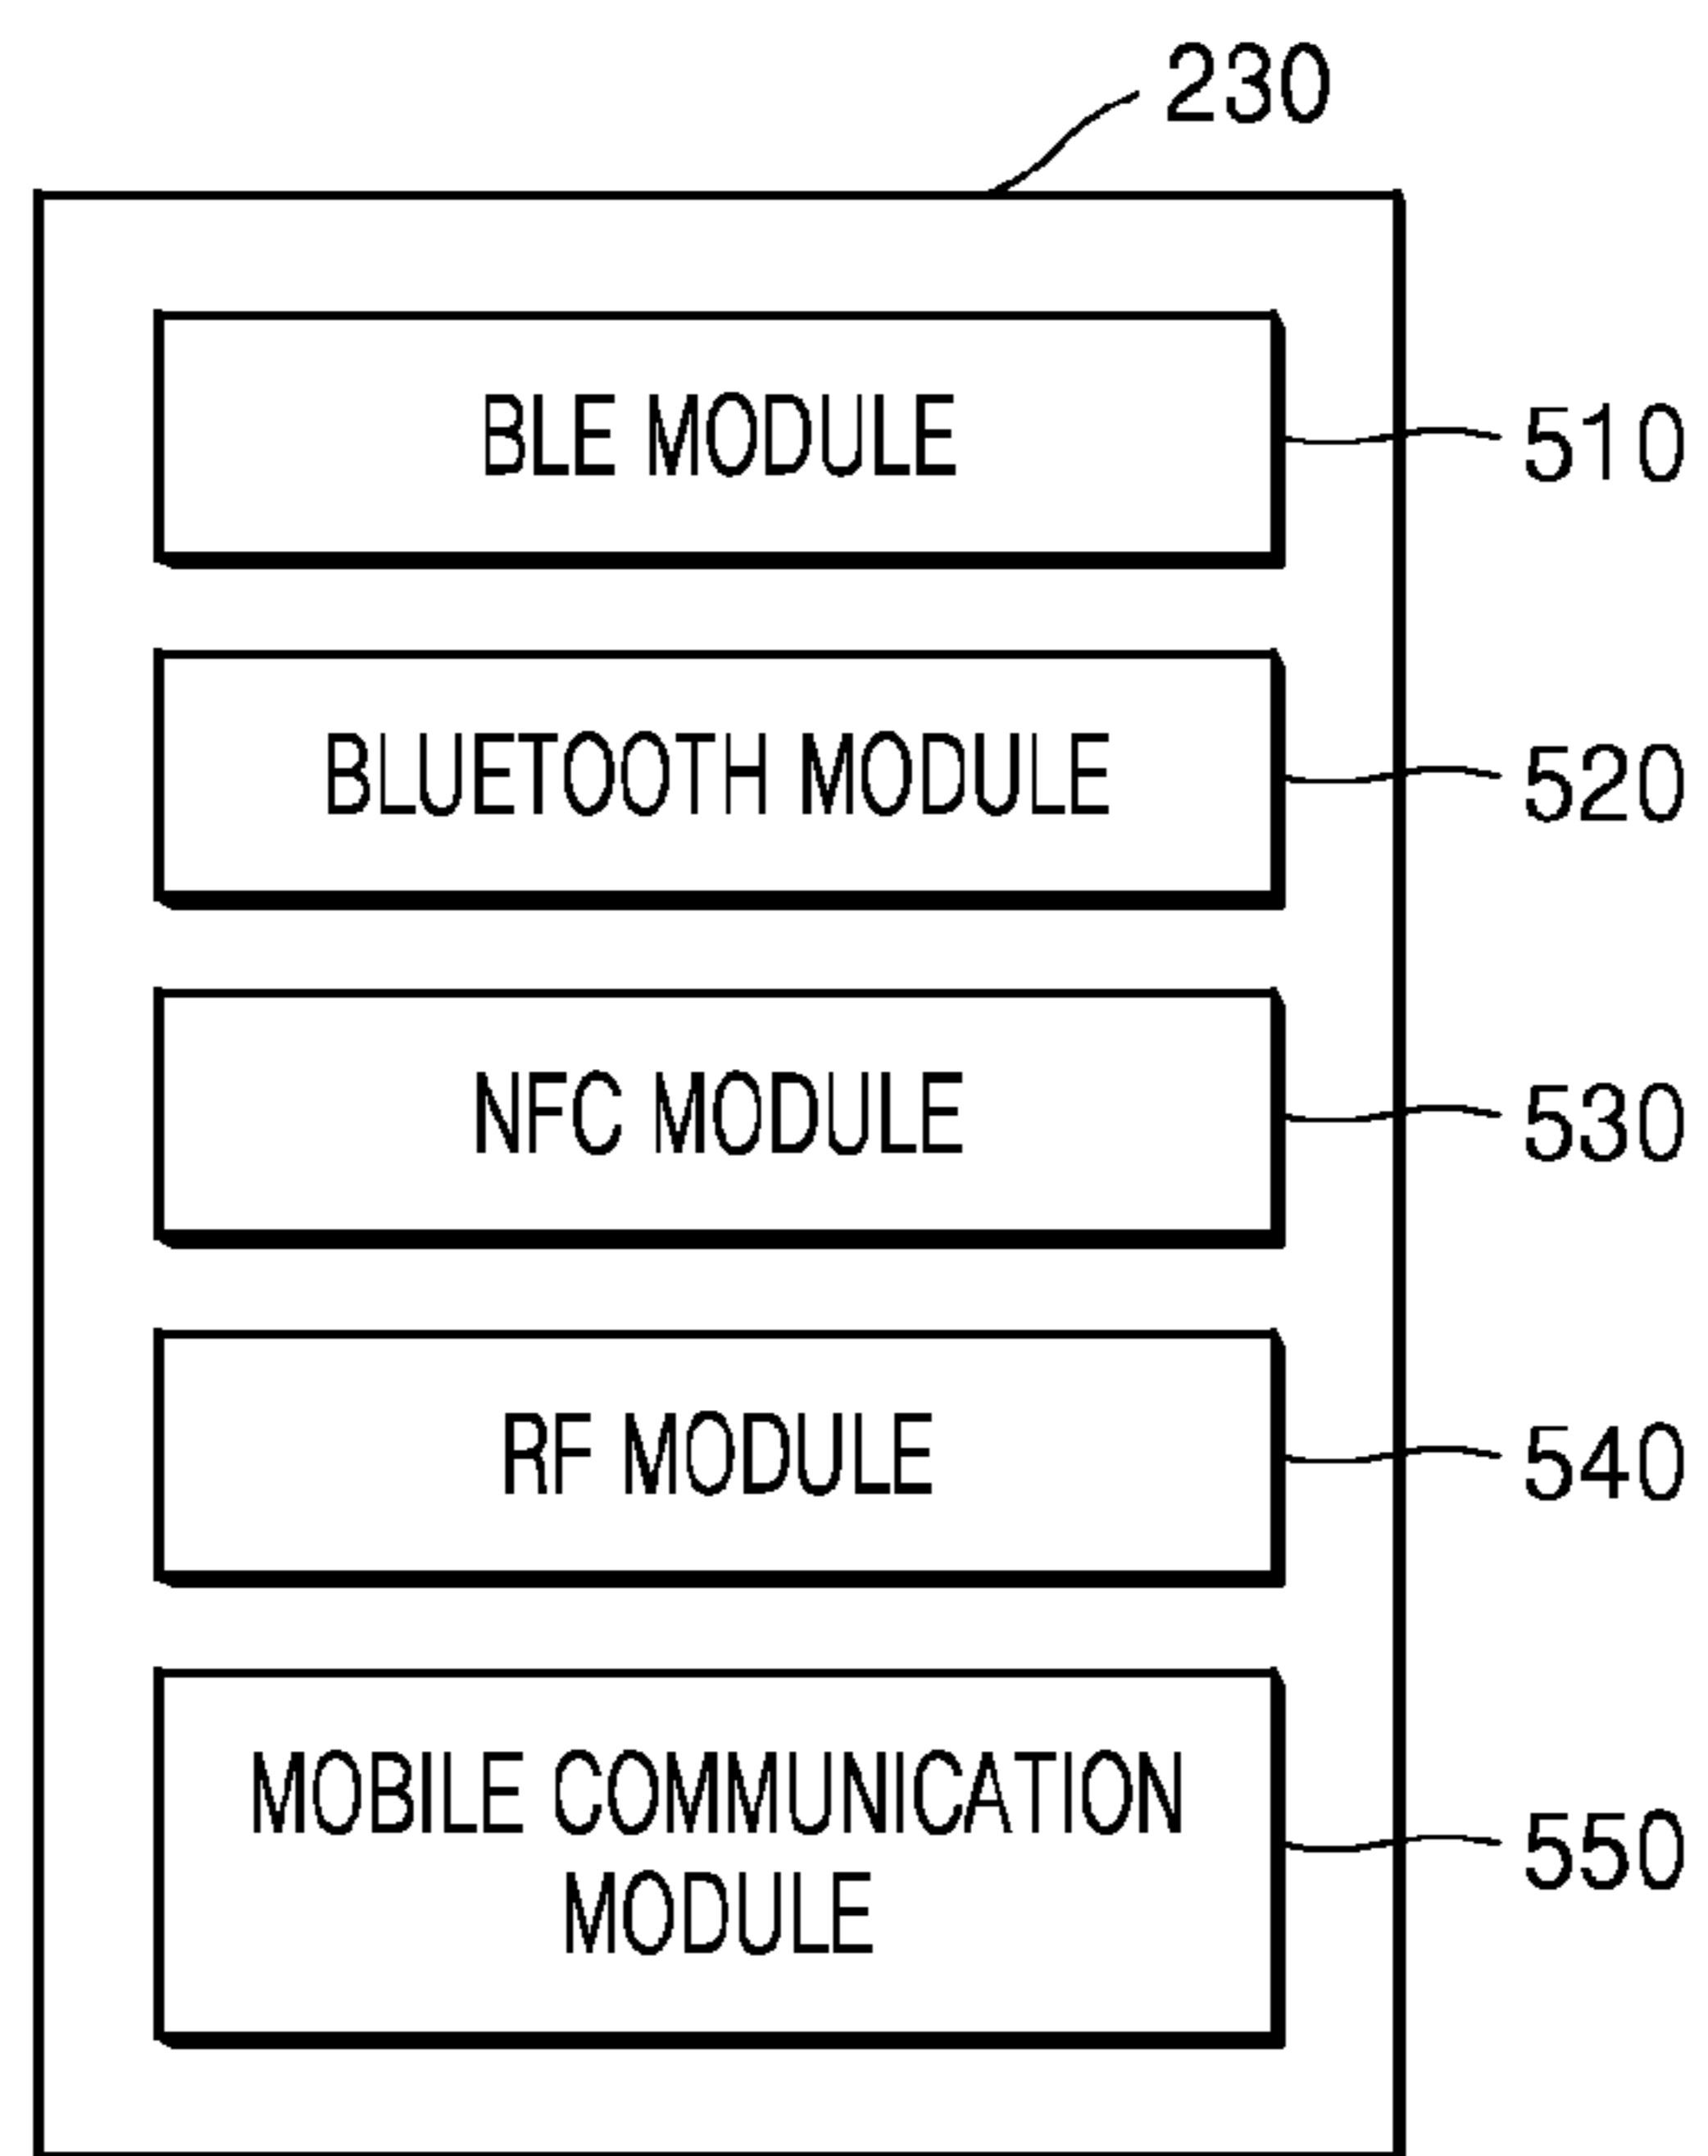 230
BLE MODULE
510
BLUETOOTH MODULE
520
NFC MODULE
530
RF MODULE
540
MOBILE COMMUNICATION
MODULE
550